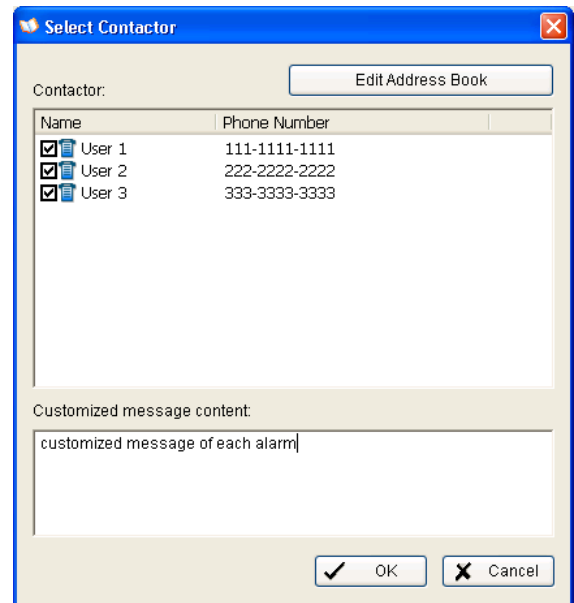 Select Contactor
Edit Address Book
Contactor:
Name Phone Number
User 1 111-1111-1111
User 2 222-2222-2222
User 3 333-3333-3333
Customized message content:
customized message of each alarm
OK Cancel